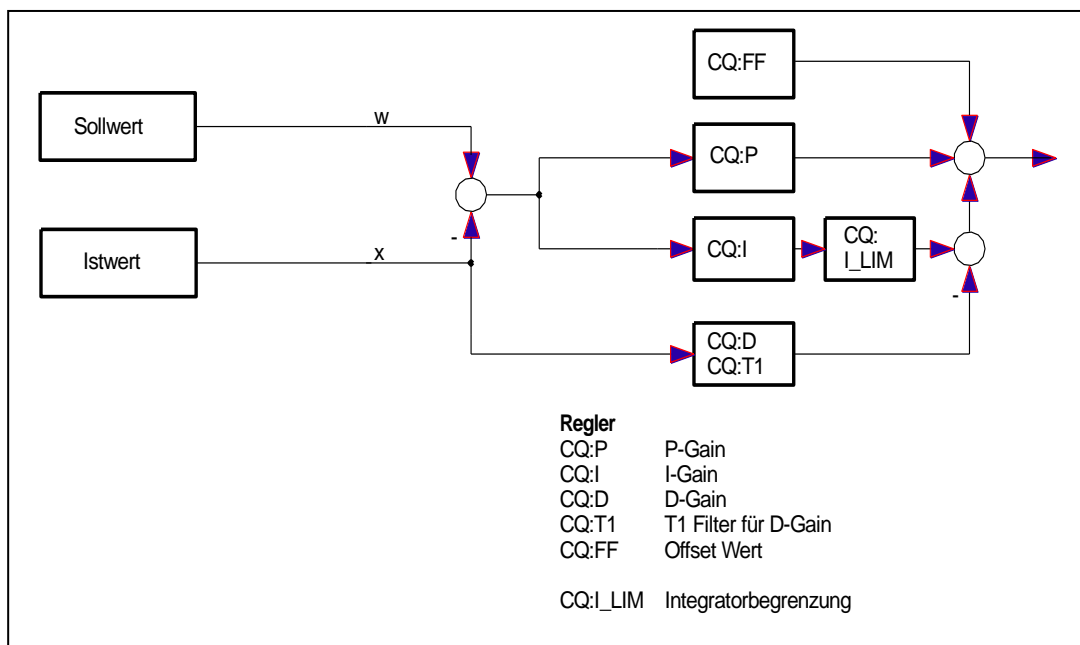 CQ:FF
Sollwert
w
CQ:P
-
Istwert
x
CQ:I
CQ:
I_LIM
-
CQ:D
CQ:T1
Regler
CQ:P P-Gain
CQ:I I-Gain
CQ:D D-Gain
CQ:T1 T1 Filter für D-Gain
CQ:FF Offset Wert
CQ:I_LIM Integratorbegrenzung